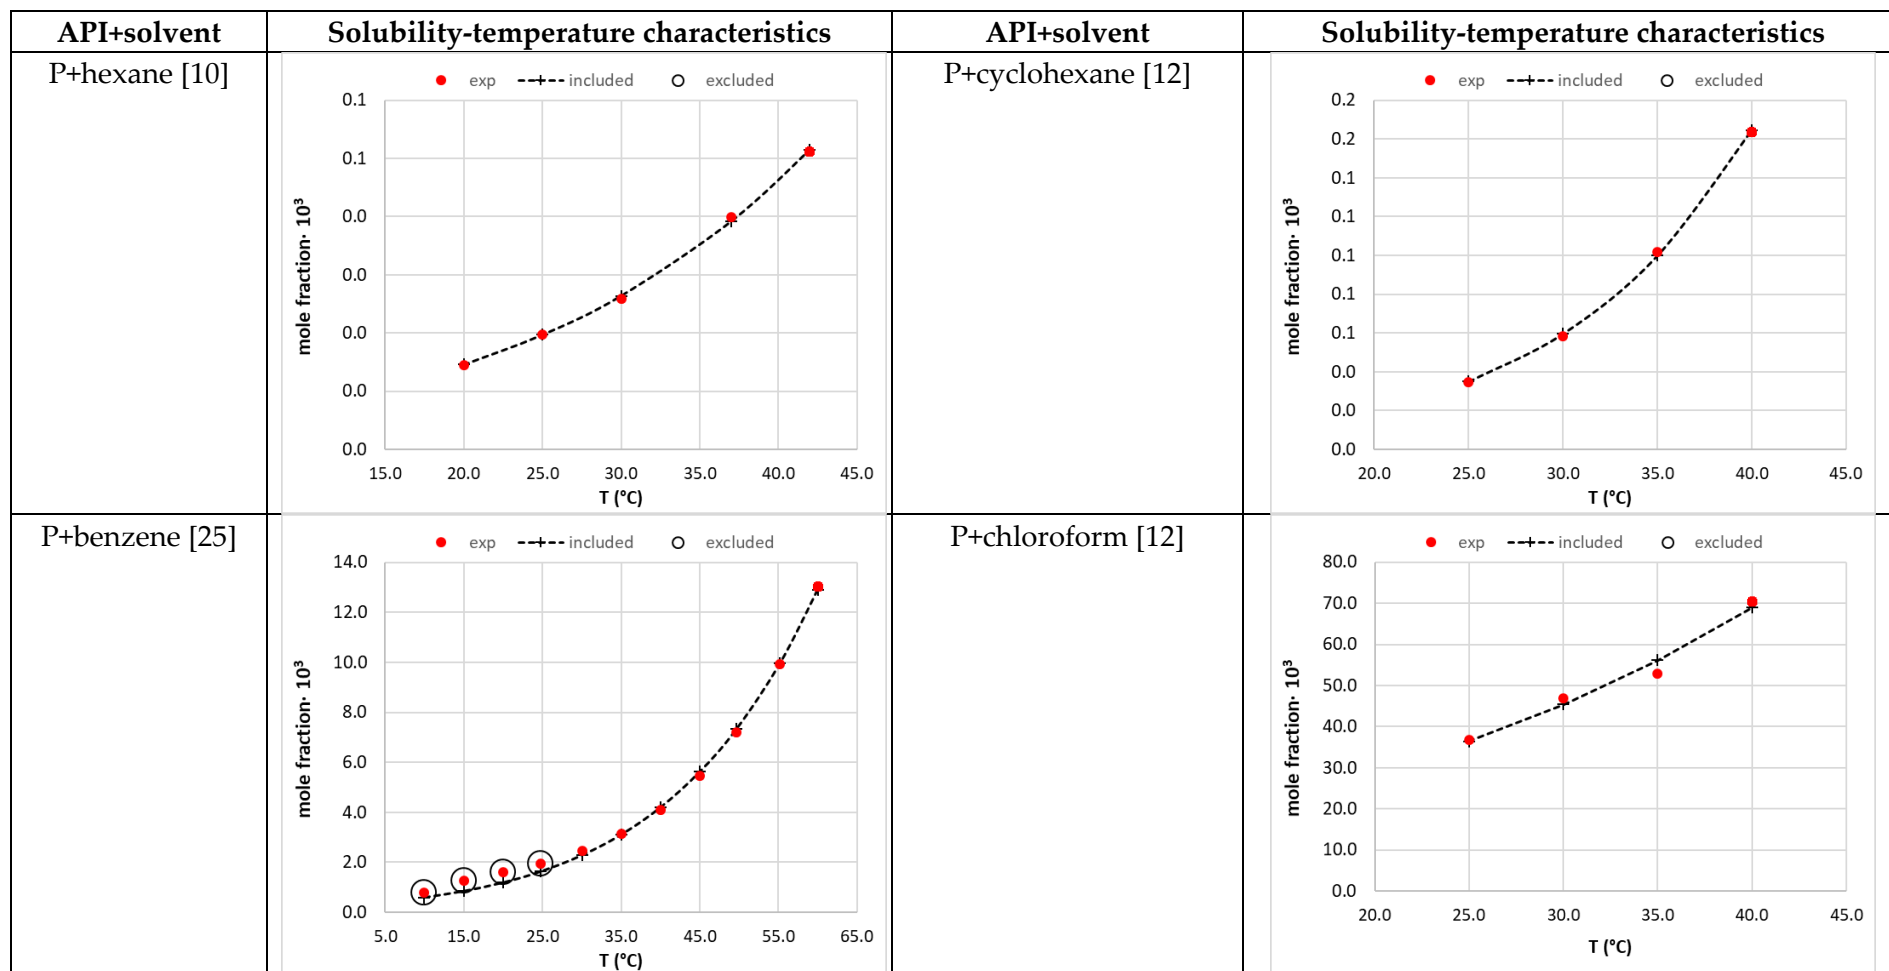 API+solvent
Solubility-temperature characteristics
API+solvent
Solubility-temperature characteristics
P+hexane [10]
exp included excluded
mole fraction· 10³
0.1
0.1
0.0
0.0
0.0
0.0
0.0
15.0 20.0 25.0 30.0 35.0 40.0 45.0
T (°C)
P+cyclohexane [12]
exp included excluded
mole fraction· 10³
0.2
0.2
0.1
0.1
0.1
0.1
0.1
0.0
0.0
0.0
20.0 25.0 30.0 35.0 40.0 45.0
T (°C)
P+benzene [25]
exp included excluded
mole fraction· 10³
14.0
12.0
10.0
8.0
6.0
4.0
2.0
0.0
5.0 15.0 25.0 35.0 45.0 55.0 65.0
T (°C)
P+chloroform [12]
exp included excluded
mole fraction· 10³
80.0
70.0
60.0
50.0
40.0
30.0
20.0
10.0
0.0
20.0 25.0 30.0 35.0 40.0 45.0
T (°C)